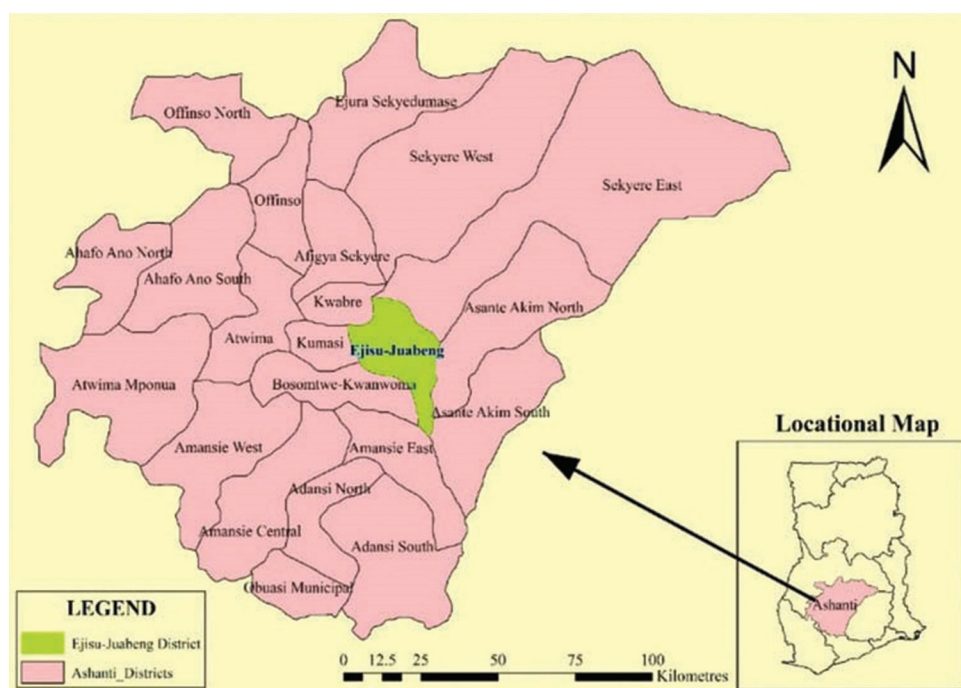 N
Offinso North
Ejura Sekyedumase
Sekyere West
Sekyere East
Offinso
Ahafo Ano North
Afigya Sekyere
Ahafo Ano South
Kwabre
Asante Akim North
Atwima
Kumasi
Ejisu-Juabeng
Atwima Mponua
Bosomtwe-Kwanwoma
Asante Akim South
Amansie West
Amansie East
Adansi North
Amansie Central
Adansi South
Obuasi Municipal
Locational Map
Ashanti
LEGEND
Ejisu-Juabeng District
Ashanti_Districts
0 12.5 25 50 75 100
Kilometres